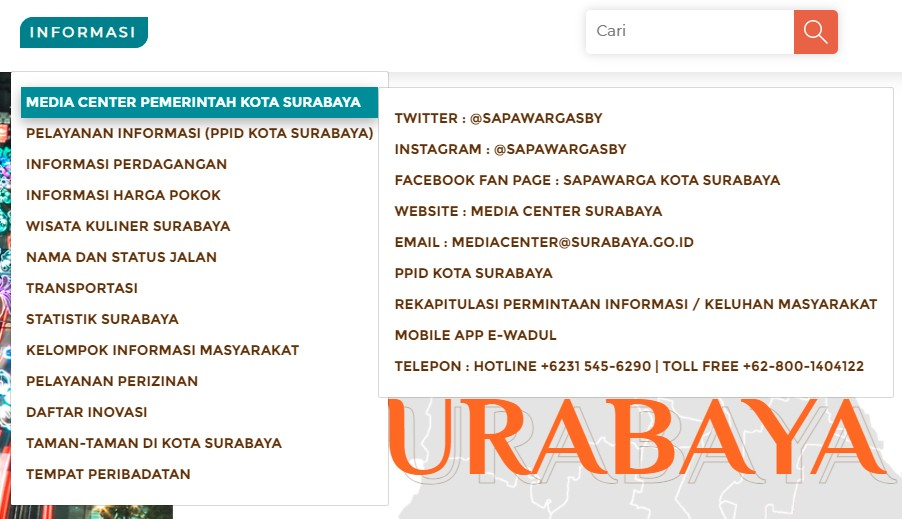 INFORMASI
Cari
MEDIA CENTER PEMERINTAH KOTA SURABAYA
PELAYANAN INFORMASI (PPID KOTA SURABAYA)
INFORMASI PERDAGANGAN
INFORMASI HARGA POKOK
WISATA KULINER SURABAYA
NAMA DAN STATUS JALAN
TRANSPORTASI
STATISTIK SURABAYA
KELOMPOK INFORMASI MASYARAKAT
PELAYANAN PERIZINAN
DAFTAR INOVASI
TAMAN-TAMAN DI KOTA SURABAYA
TEMPAT PERIBADATAN
TWITTER : @SAPAWARGASBY
INSTAGRAM : @SAPAWARGASBY
FACEBOOK FAN PAGE : SAPAWARGA KOTA SURABAYA
WEBSITE : MEDIA CENTER SURABAYA
EMAIL : MEDIACENTER@SURABAYA.GO.ID
PPID KOTA SURABAYA
REKAPITULASI PERMINTAAN INFORMASI / KELUHAN MASYARAKAT
MOBILE APP E-WADUL
TELEPON : HOTLINE +6231 545-6290 | TOLL FREE +62-800-1404122
URABAYA